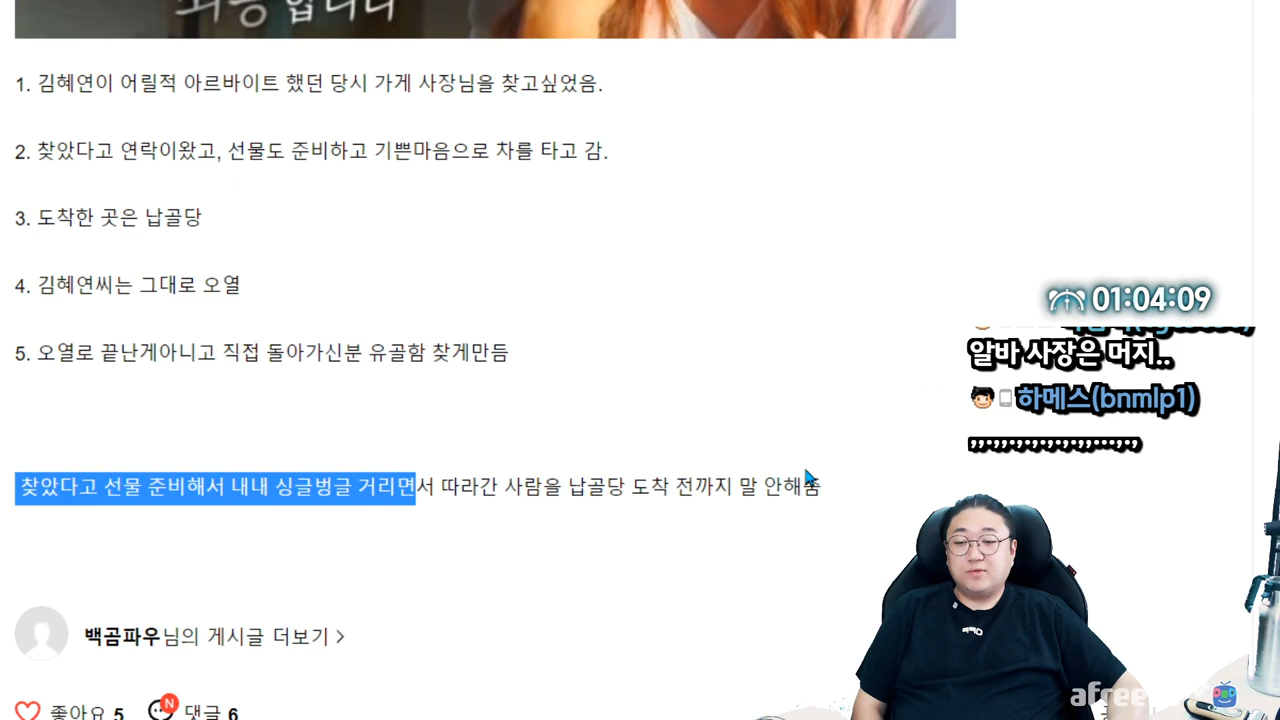 합니다
1. 김혜연이 어릴적 아르바이트 했던 당시 가게 사장님을 찾고싶었음.
2. 찾았다고 연락이왔고, 선물도 준비하고 기쁜마음으로 차를 타고 감.
3. 도착한 곳은 납골당
4. 김혜연씨는 그대로 오열
5. 오열로 끝난게아니고 직접 돌아가신분 유골함 찾게만듬
찾았다고 선물 준비해서 내내 싱글벙글 거리면서 따라간 사람을 납골당 도착 전까지 말 안해줌
01:04:09
알바 사장은 머지..
하메스(bnmlp1)
백곰파우님의 게시글 더보기 >
좋아요 5 N 댓글 6
afree